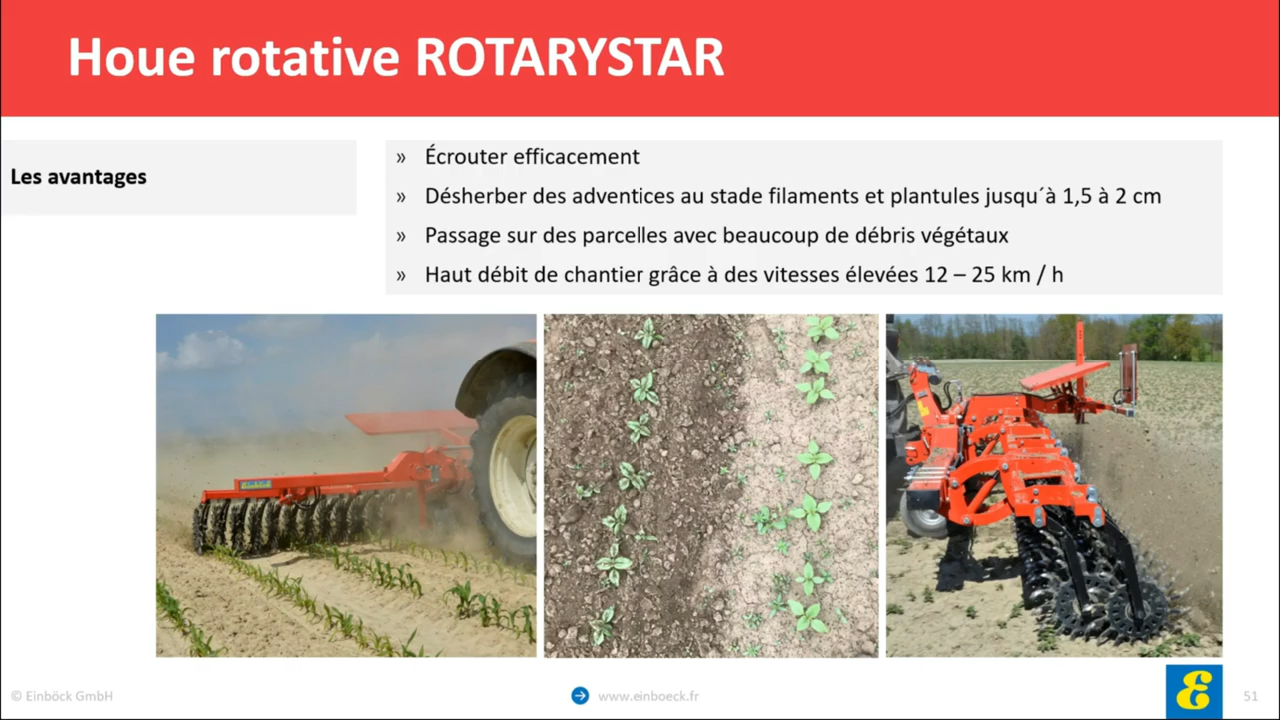 Houe rotative ROTARYSTAR
Les avantages
» Écrouter efficacement
» Désherber des adventices au stade filaments et plantules jusqu´à 1,5 à 2 cm
» Passage sur des parcelles avec beaucoup de débris végétaux
» Haut débit de chantier grâce à des vitesses élevées 12 – 25 km / h
© Einböck GmbH
www.einboeck.fr
E
51